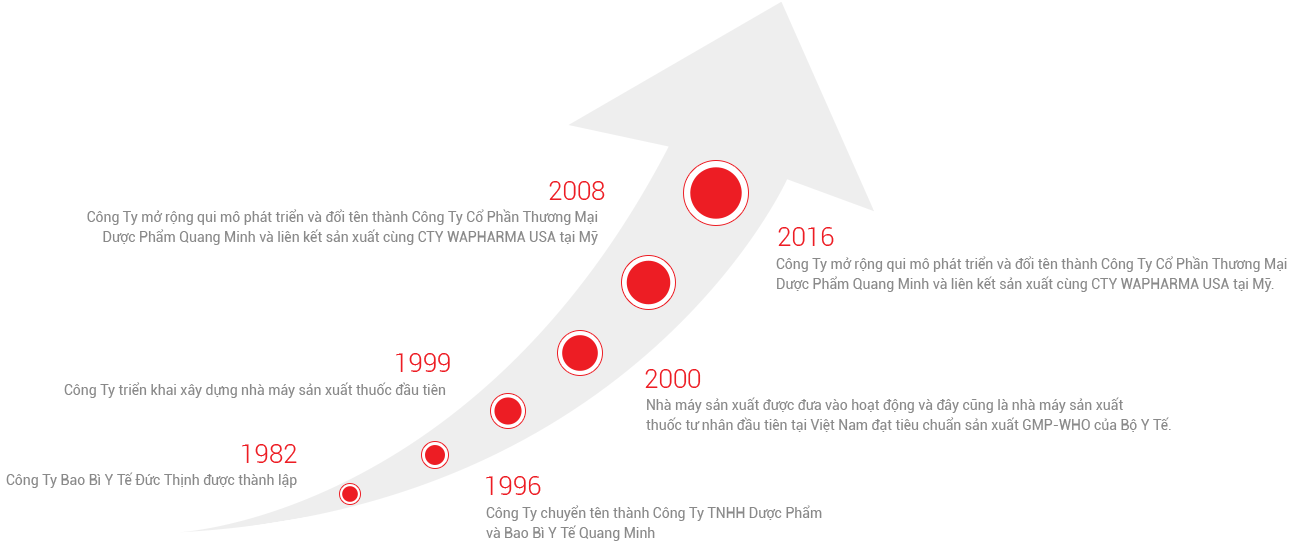 2008
Công Ty mở rộng qui mô phát triển và đổi tên thành Công Ty Cổ Phần Thương Mại
Dược Phẩm Quang Minh và liên kết sản xuất cùng CTY WAPHARMA USA tại Mỹ
2016
Công Ty mở rộng qui mô phát triển và đổi tên thành Công Ty Cổ Phần Thương Mại
Dược Phẩm Quang Minh và liên kết sản xuất cùng CTY WAPHARMA USA tại Mỹ.
1999
Công Ty triển khai xây dựng nhà máy sản xuất thuốc đầu tiên
2000
Nhà máy sản xuất được đưa vào hoạt động và đây cũng là nhà máy sản xuất
thuốc tư nhân đầu tiên tại Việt Nam đạt tiêu chuẩn sản xuất GMP-WHO của Bộ Y Tế.
1982
Công Ty Bao Bì Y Tế Đức Thịnh được thành lập
1996
Công Ty chuyển tên thành Công Ty TNHH Dược Phẩm
và Bao Bì Y Tế Quang Minh